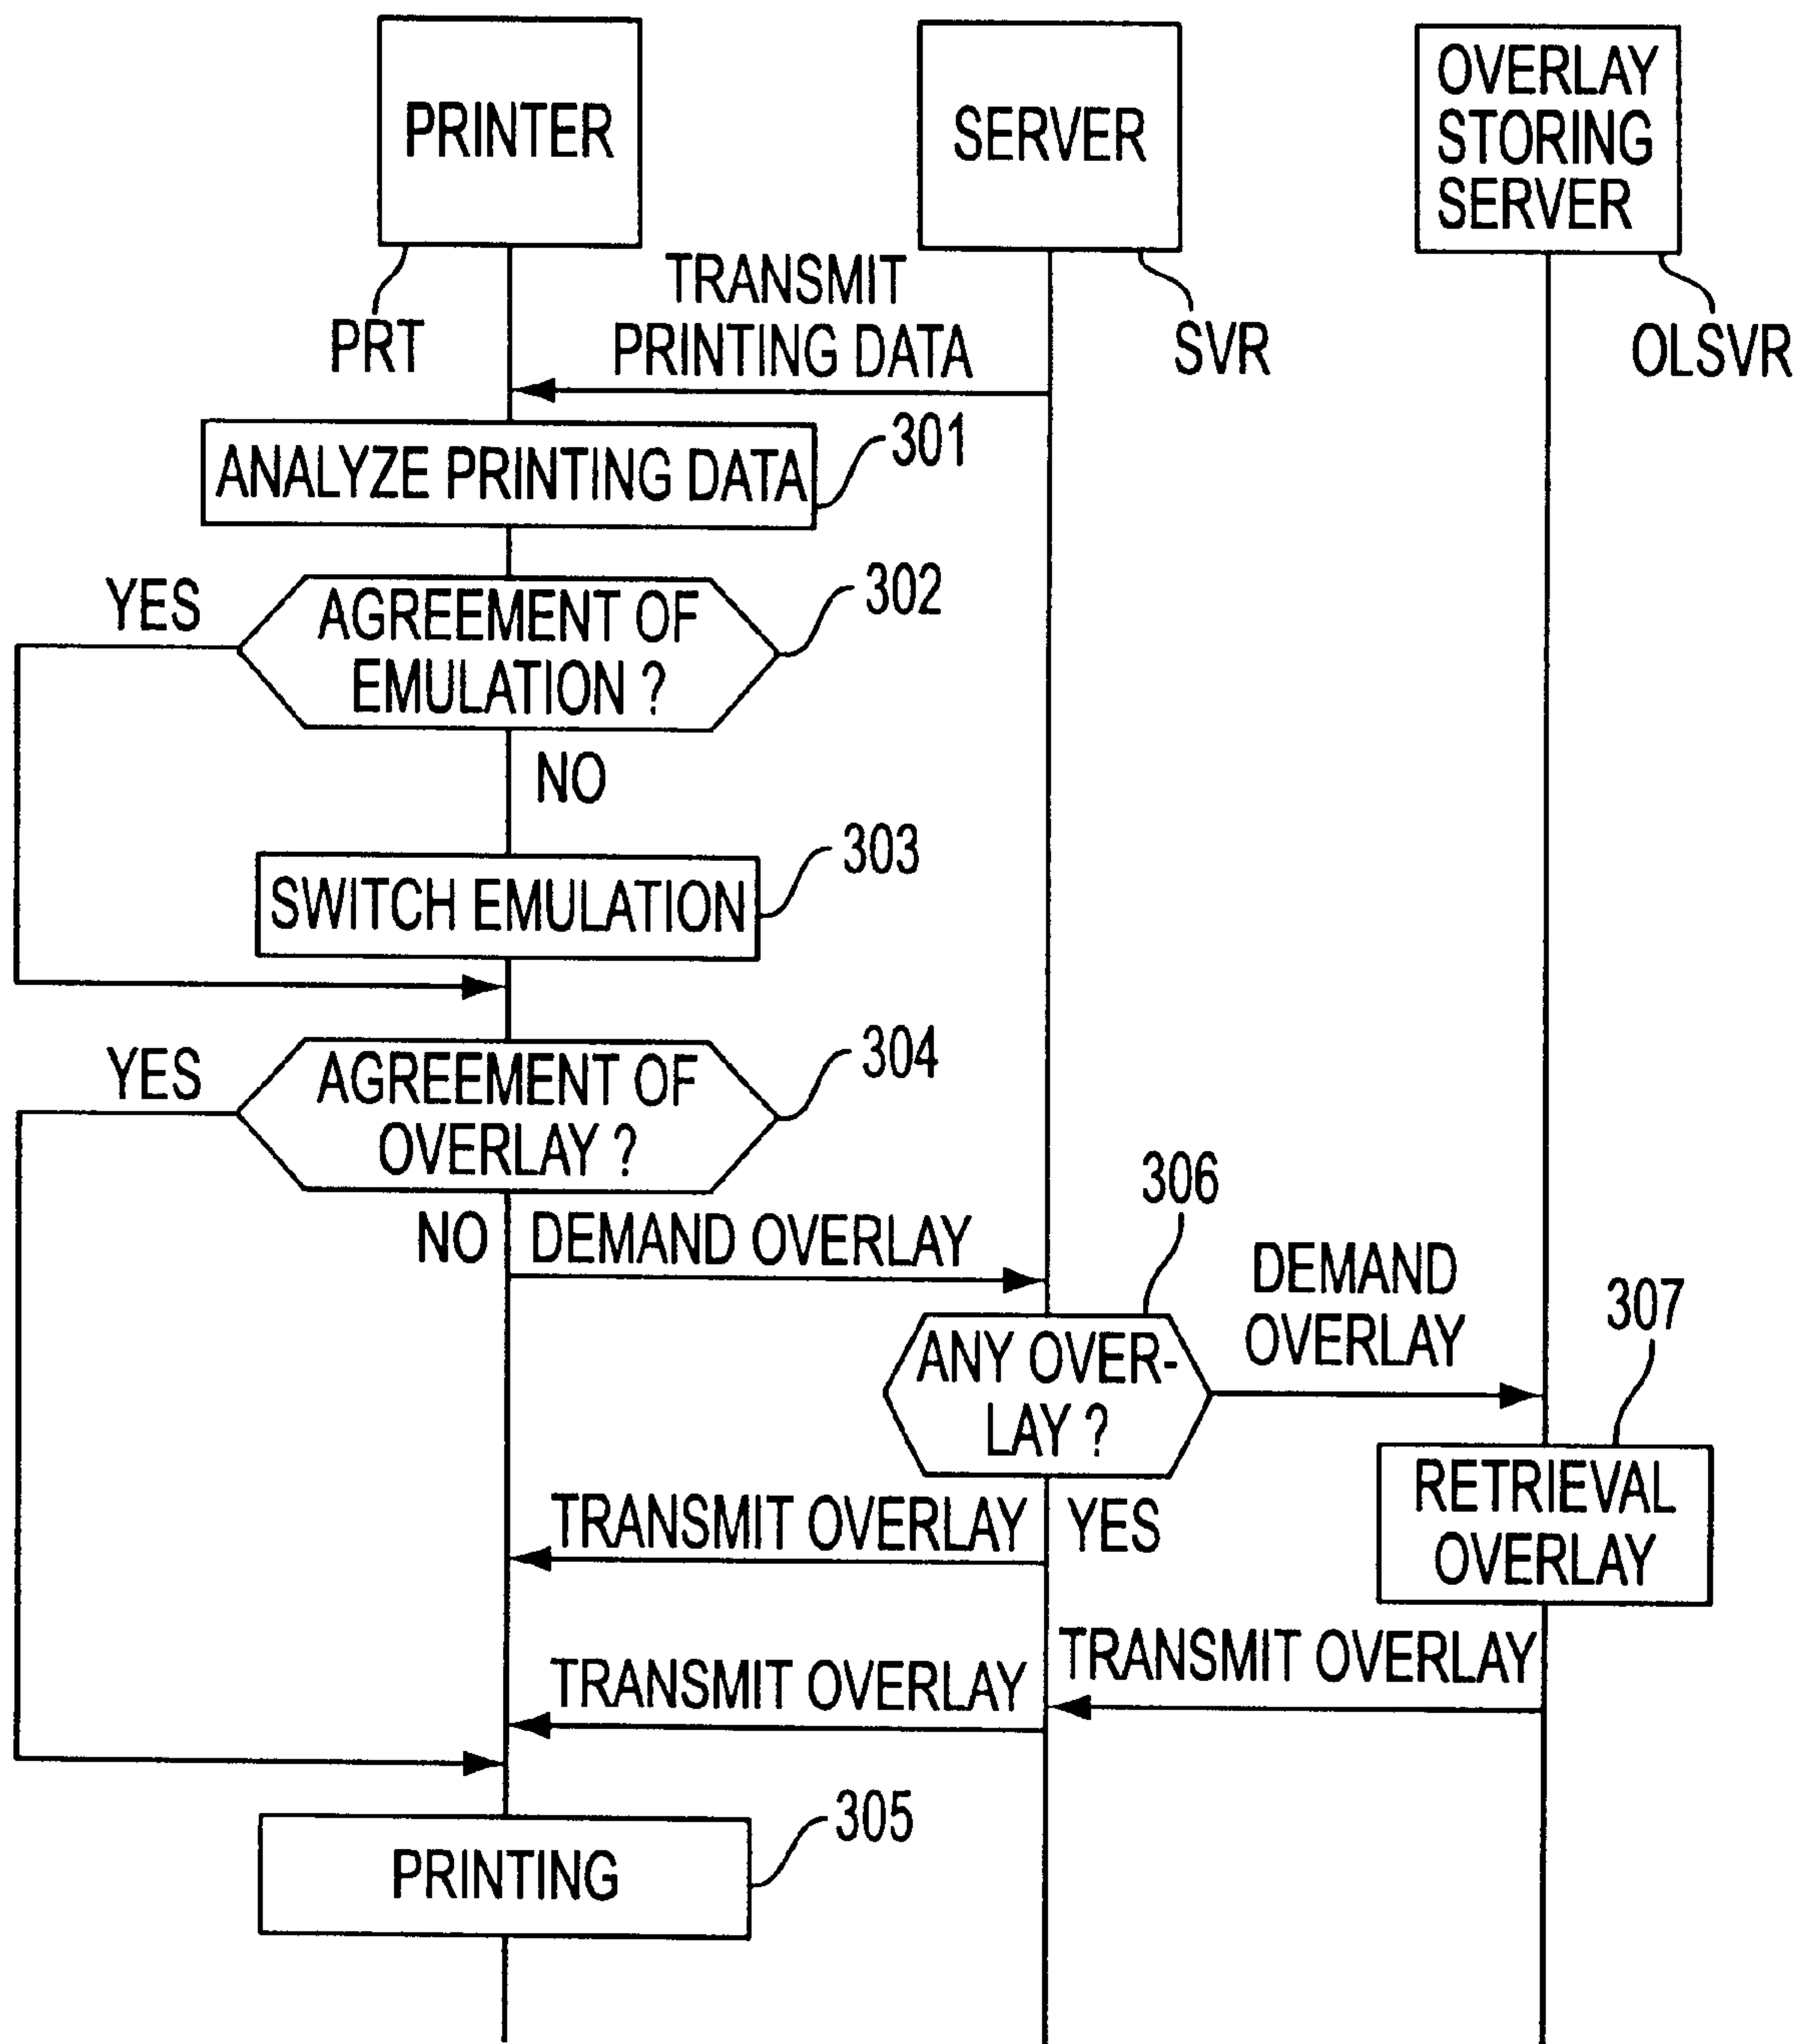 PRINTER
SERVER
OVERLAY
STORING
SERVER
PRT
TRANSMIT
PRINTING DATA
SVR
OLSVR
ANALYZE PRINTING DATA
301
YES
AGREEMENT OF
EMULATION ?
302
NO
SWITCH EMULATION
303
YES
AGREEMENT OF
OVERLAY ?
304
NO
DEMAND OVERLAY
306
ANY OVER-
LAY ?
DEMAND
OVERLAY
307
RETRIEVAL
OVERLAY
TRANSMIT OVERLAY
YES
TRANSMIT OVERLAY
TRANSMIT OVERLAY
PRINTING
305